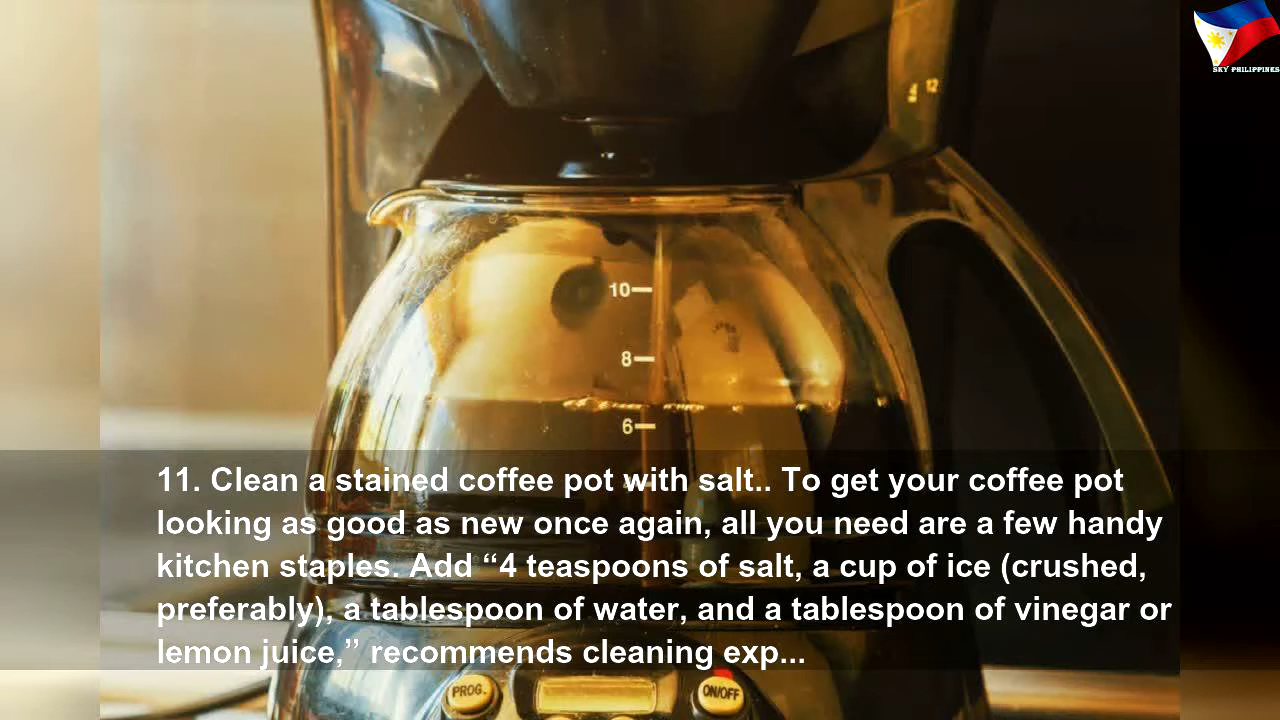 SKY PHILIPPINES
4 12
10
8
6
11. Clean a stained coffee pot with salt.. To get your coffee pot
looking as good as new once again, all you need are a few handy
kitchen staples. Add “4 teaspoons of salt, a cup of ice (crushed,
preferably), a tablespoon of water, and a tablespoon of vinegar or
lemon juice,” recommends cleaning exp...
PROG.
ON/OFF